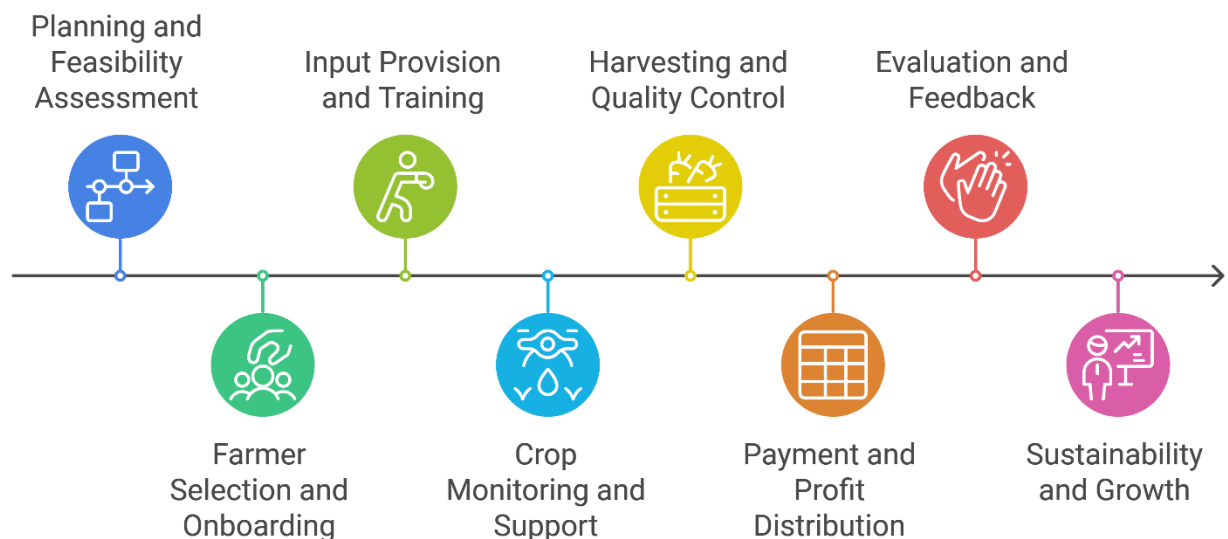 Planning and
Feasibility
Assessment
Farmer
Selection and
Onboarding
Input Provision
and Training
Crop
Monitoring and
Support
Harvesting and
Quality Control
Payment and
Profit
Distribution
Evaluation and
Feedback
Sustainability
and Growth